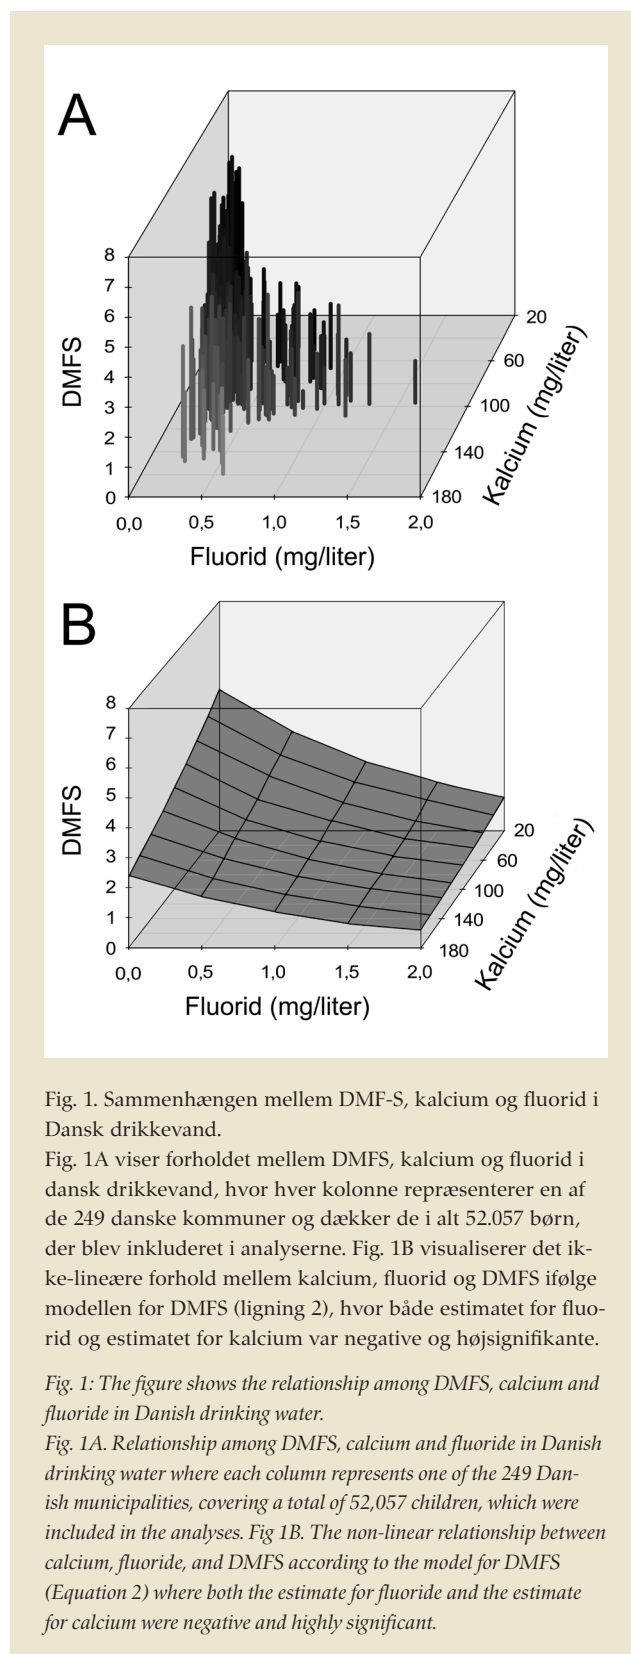 A
8
7
6
5
4
3
2
1
0
DMFS
0,0
0,5
1,0
1,5
2,0
Fluorid (mg/liter)
20
60
100
140
180
Kalcium (mg/liter)
B
8
7
6
5
4
3
2
1
0
DMFS
0,0
0,5
1,0
1,5
2,0
Fluorid (mg/liter)
20
60
100
140
180
Kalcium (mg/liter)
Fig. 1. Sammenhængen mellem DMF-S, kalcium og fluorid i
Dansk drikkevand.
Fig. 1A viser forholdet mellem DMFS, kalcium og fluorid i
dansk drikkevand, hvor hver kolonne repræsenterer en af
de 249 danske kommuner og dækker de i alt 52.057 børn,
der blev inkluderet i analyserne. Fig. 1B visualiserer det ik-
ke-lineære forhold mellem kalcium, fluorid og DMFS ifølge
modellen for DMFS (ligning 2), hvor både estimatet for fluo-
rid og estimatet for kalcium var negative og højsignifikante.
Fig. 1: The figure shows the relationship among DMFS, calcium and
fluoride in Danish drinking water.
Fig. 1A. Relationship among DMFS, calcium and fluoride in Danish
drinking water where each column represents one of the 249 Dan-
ish municipalities, covering a total of 52,057 children, which were
included in the analyses. Fig 1B. The non-linear relationship between
calcium, fluoride, and DMFS according to the model for DMFS
(Equation 2) where both the estimate for fluoride and the estimate
for calcium were negative and highly significant.